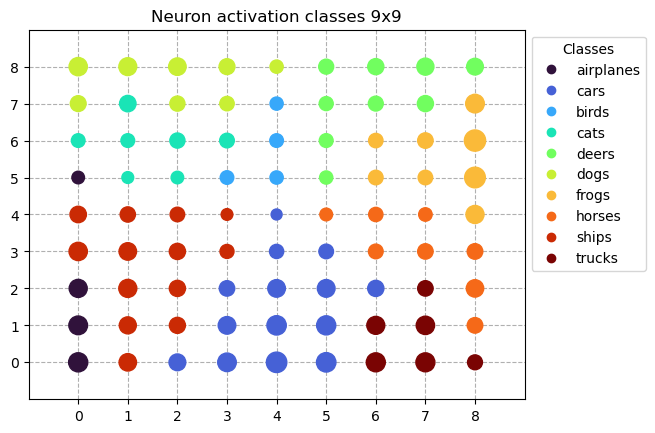 Neuron activation classes 9x9
8
7
6
5
4
3
2
1
0
0 1 2 3 4 5 6 7 8
Classes
airplanes
cars
birds
cats
deers
dogs
frogs
horses
ships
trucks